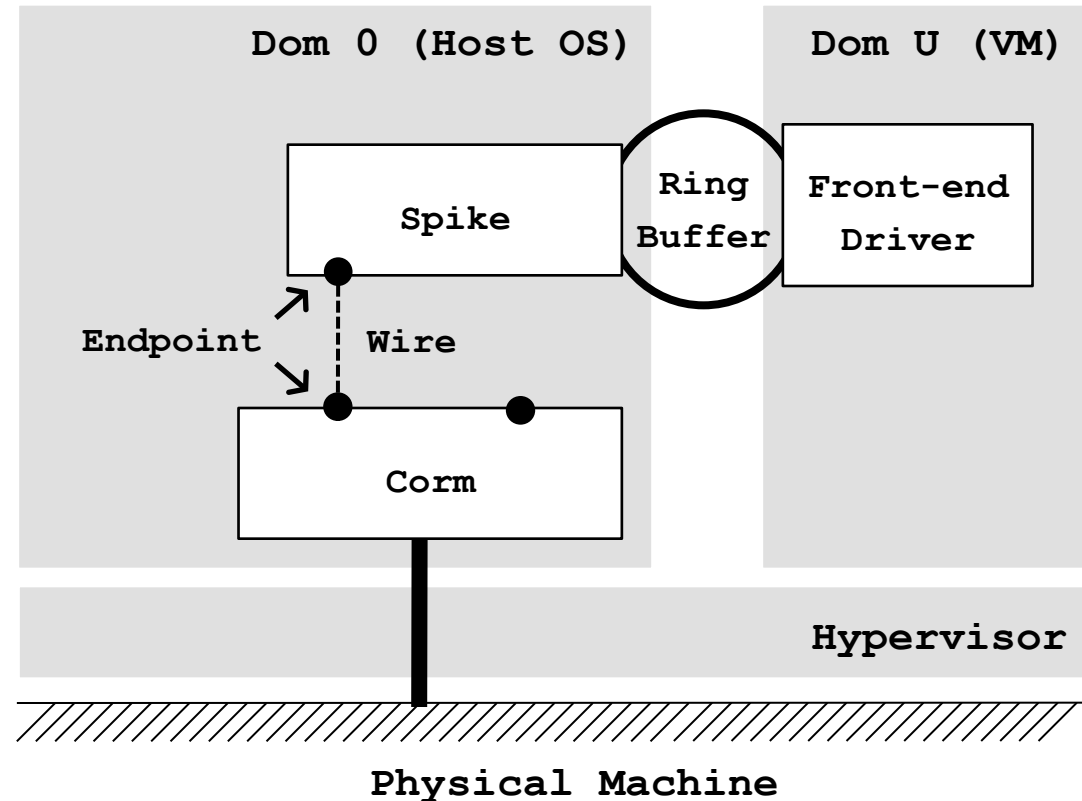 Dom 0 (Host OS)
Dom U (VM)
Spike
Ring
Buffer
Front-end
Driver
Endpoint
Wire
Corm
Hypervisor
Physical Machine